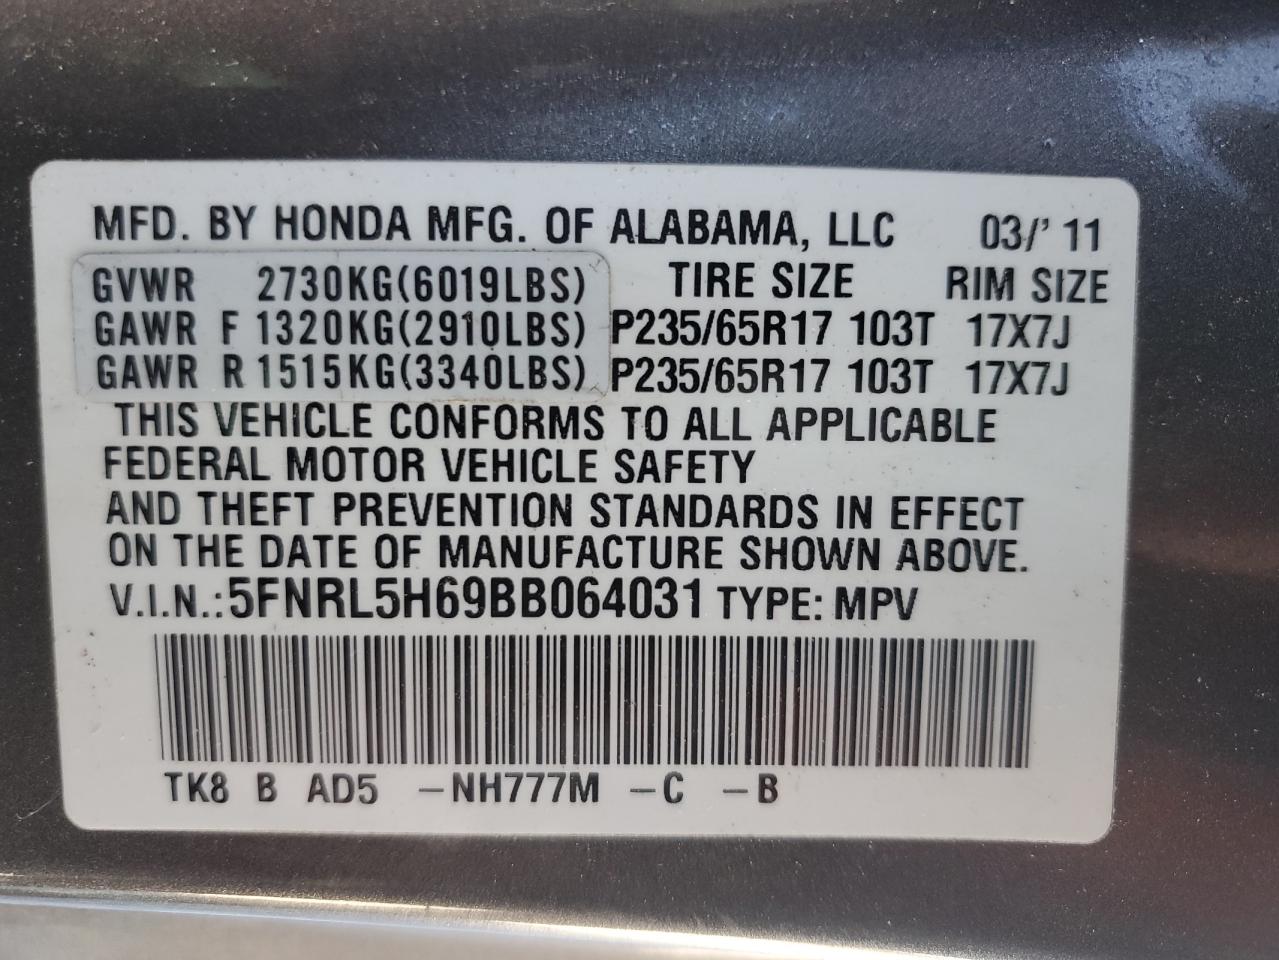 MFD. BY HONDA MFG. OF ALABAMA, LLC 03/' 11
GVWR 2730KG(6019LBS) TIRE SIZE RIM SIZE
GAWR F 1320KG(2910LBS) P235/65R17 103T 17X7J
GAWR R 1515KG(3340LBS) P235/65R17 103T 17X7J
THIS VEHICLE CONFORMS TO ALL APPLICABLE
FEDERAL MOTOR VEHICLE SAFETY
AND THEFT PREVENTION STANDARDS IN EFFECT
ON THE DATE OF MANUFACTURE SHOWN ABOVE.
V.I.N.:5FNRL5H69BB064031 TYPE: MPV
TK8 B AD5 -NH777M -C -B